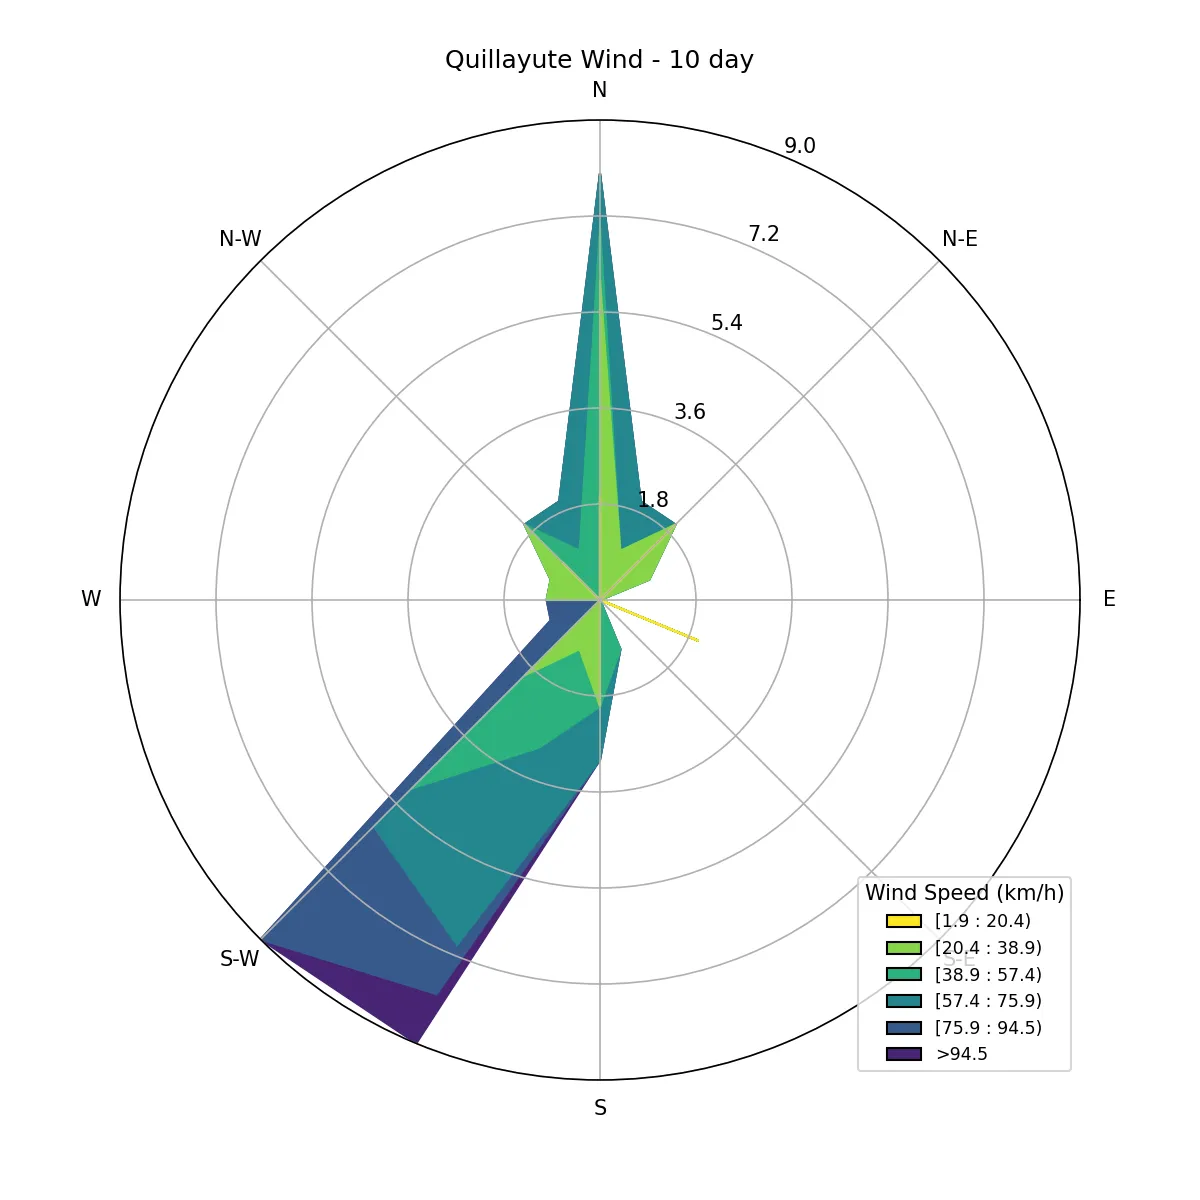 Quillayute Wind - 10 day
N
9.0
N-W
N-E
7.2
5.4
3.6
1.8
W
E
S-W
S-E
Wind Speed (km/h)
[1.9 : 20.4)
[20.4 : 38.9)
[38.9 : 57.4)
[57.4 : 75.9)
[75.9 : 94.5)
>94.5
S